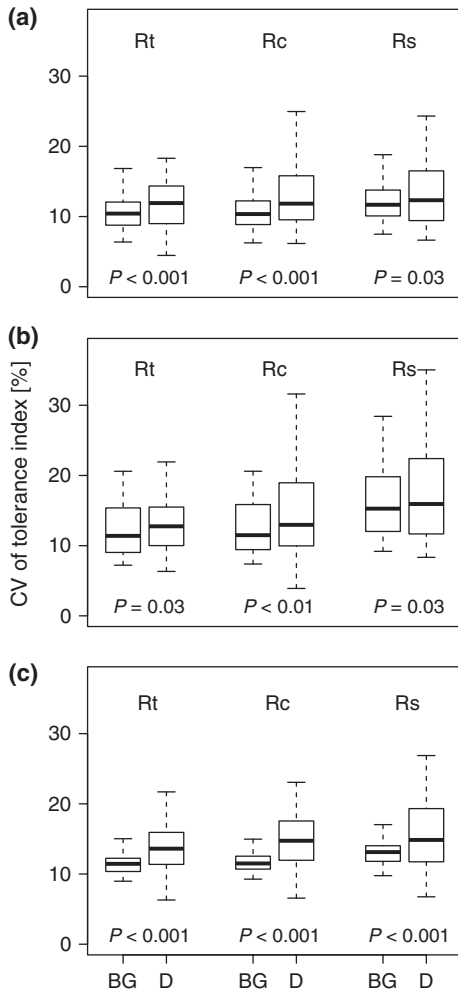 (a)
Rt Rc Rs
30
20
10
0
P < 0.001 P < 0.001 P = 0.03
(b)
Rt Rc Rs
30
20
10
0
P = 0.03 P < 0.01 P = 0.03
CV of tolerance index [%]
(c)
Rt Rc Rs
30
20
10
0
P < 0.001 P < 0.001 P < 0.001
BG D BG D BG D